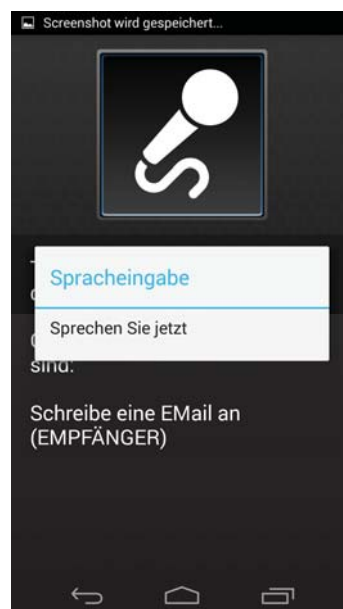 Screenshot wird gespeichert...
Spracheingabe
Sprechen Sie jetzt
sind:
Schreibe eine EMail an
(EMPFÄNGER)